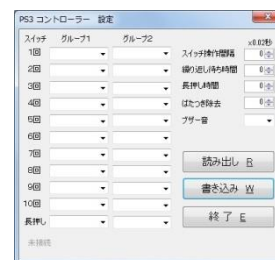 PS3 コントローラー 設定
スイッチ グループ1 グループ2
×0.02秒
1回
スイッチ操作間隔 0
2回
繰り返し待ち時間 0
3回
長押し時間 0
4回
ばたつき除去 0
5回
ブザー音
6回
7回
読み出し R
8回
9回
書き込み W
10回
終了 E
長押し
未接続